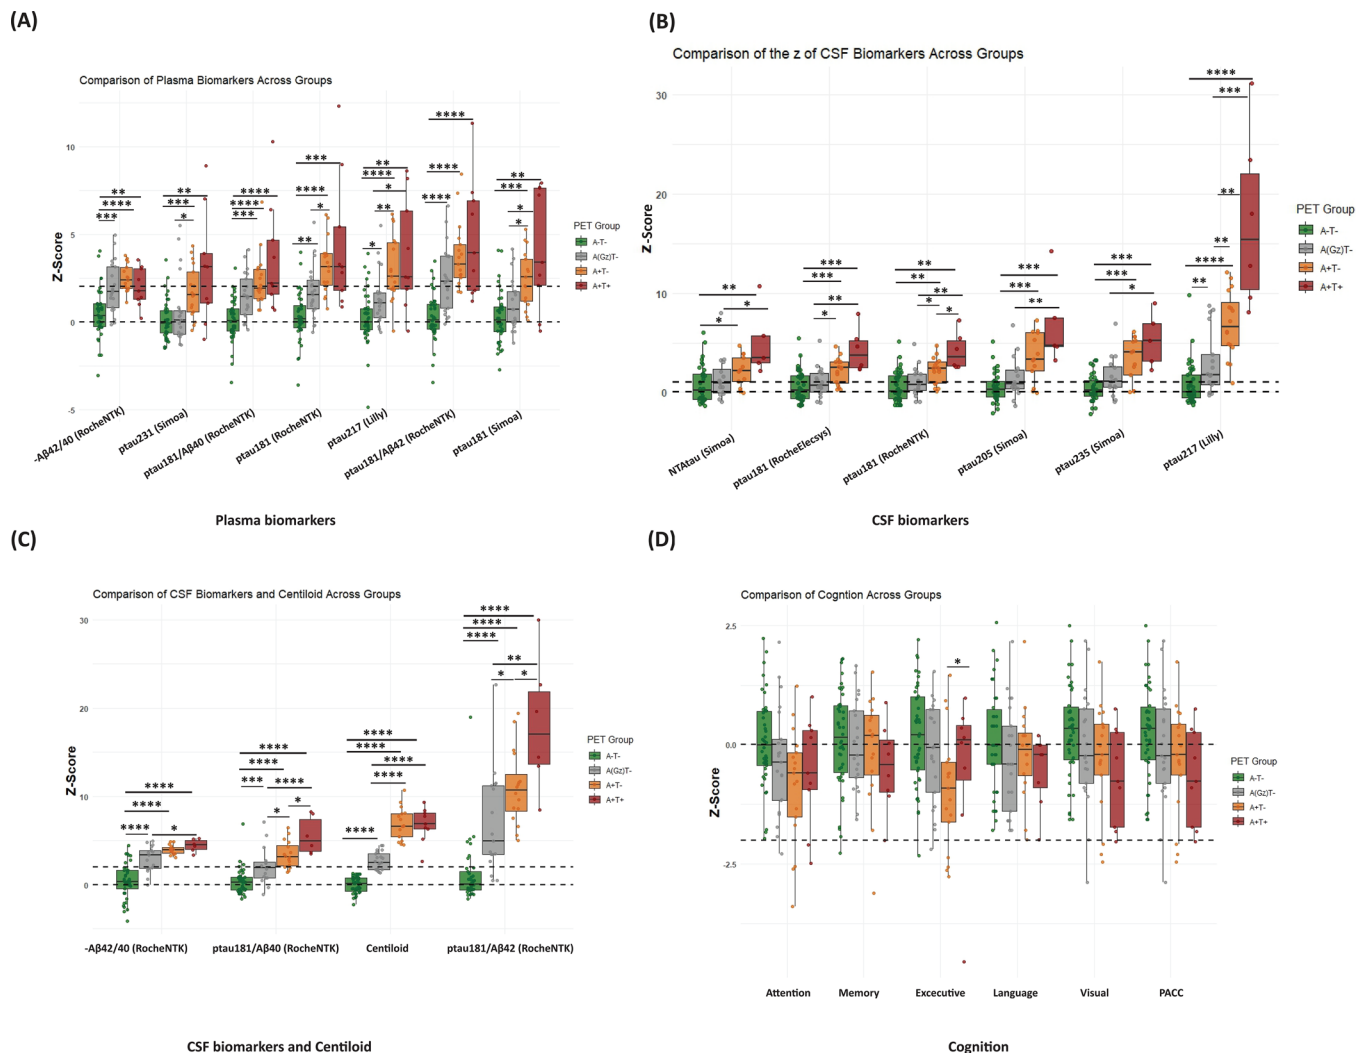 (A)
Comparison of Plasma Biomarkers Across Groups
Z-Score
10
5
0
-5
**
****
***
**
***
*
****
****
***
***
****
*
**
**
****
*
**
*
****
****
****
**
***
*
*
PET Group
A-T-
A(Gz)T-
A+T-
A+T+
-Aβ42/40 (RocheNTK)
ptau231 (Simoa)
ptau181/Aβ40 (RocheNTK)
ptau181 (RocheNTK)
ptau217 (Lilly)
ptau181/Aβ42 (RocheNTK)
ptau181 (Simoa)
Plasma biomarkers
(B)
Comparison of the z of CSF Biomarkers Across Groups
Z-Score
30
20
10
0
**
*
*
***
***
**
*
**
**
**
*
*
***
***
**
***
***
*
****
***
**
**
****
**
PET Group
A-T-
A(Gz)T-
A+T-
A+T+
NTAtau (Simoa)
ptau181 (RocheElecsys)
ptau181 (RocheNTK)
ptau205 (Simoa)
ptau235 (Simoa)
ptau217 (Lilly)
CSF biomarkers
(C)
Comparison of CSF Biomarkers and Centiloid Across Groups
Z-Score
30
20
10
0
****
****
****
*
****
****
***
****
*
*
****
****
****
****
****
****
****
****
**
*
*
PET Group
A-T-
A(Gz)T-
A+T-
A+T+
-Aβ42/40 (RocheNTK)
ptau181/Aβ40 (RocheNTK)
Centiloid
ptau181/Aβ42 (RocheNTK)
CSF biomarkers and Centiloid
(D)
Comparison of Cogntion Across Groups
Z-Score
2.5
0.0
-2.5
*
PET Group
A-T-
A(Gz)T-
A+T-
A+T+
Attention
Memory
Excecutive
Language
Visual
PACC
Cognition